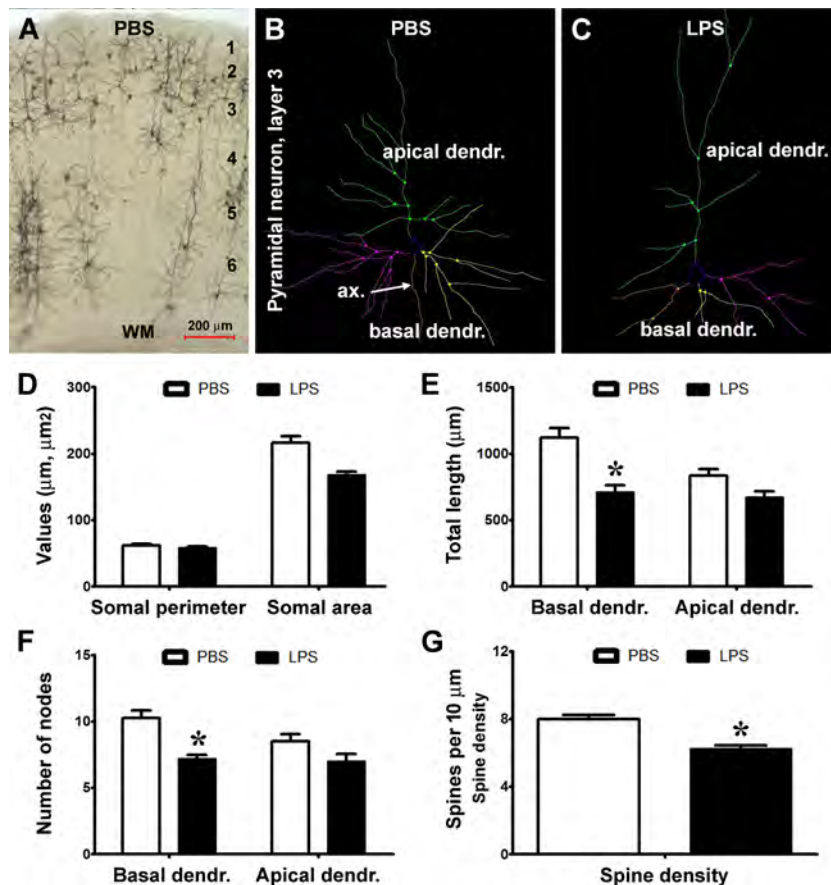 A
PBS
1
2
3
4
5
6
WM
200 μm
B
PBS
Pyramidal neuron, layer 3
apical dendr.
ax.
basal dendr.
C
LPS
apical dendr.
basal dendr.
D
PBS
LPS
Values (μm, μm2)
300
200
100
0
Somal perimeter
Somal area
E
PBS
LPS
Total length (μm)
1500
1000
500
0
*
Basal dendr.
Apical dendr.
F
PBS
LPS
Number of nodes
15
10
5
0
*
Basal dendr.
Apical dendr.
G
PBS
LPS
Spines per 10 μm
Spine density
12
8
4
0
*
Spine density